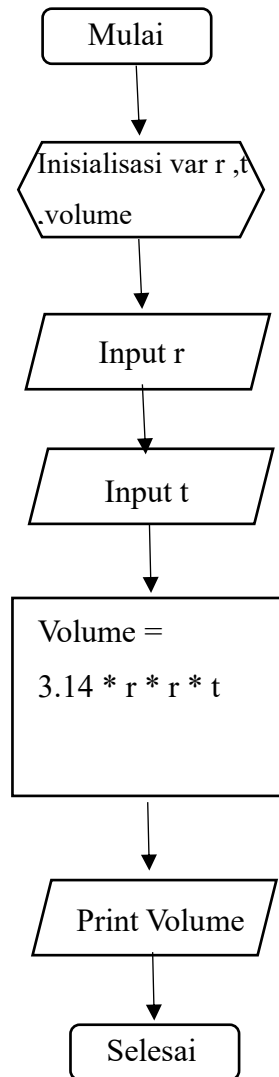 Mulai
Inisialisasi var r ,t
.volume
Input r
Input t
Volume =
3.14 * r * r * t
Print Volume
Selesai